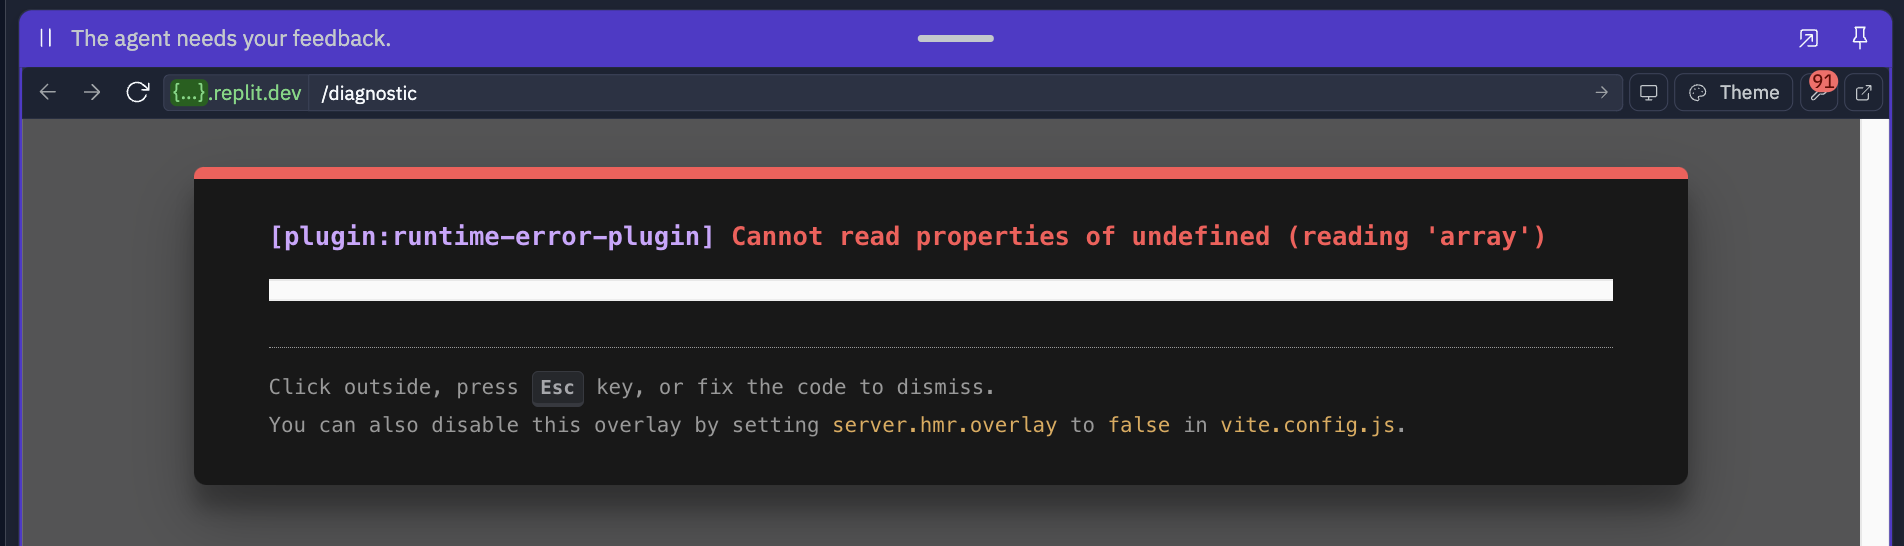 The agent needs your feedback.
{...}.replit.dev /diagnostic Theme 91
[plugin:runtime-error-plugin] Cannot read properties of undefined (reading 'array')
Click outside, press Esc key, or fix the code to dismiss.
You can also disable this overlay by setting server.hmr.overlay to false in vite.config.js.